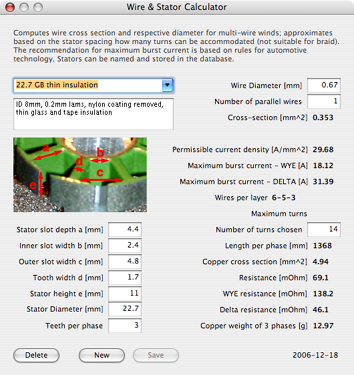 Wire & Stator Calculator
Computes wire cross section and respective diameter for multi-wire winds; approximates
based on the stator spacing how many turns can be accommodated (not suitable for braid).
The recommendation for maximum burst current is based on rules for automotive
technology. Stators can be named and stored in the database.
22.7 GB thin insulation
Wire Diameter [mm] 0.67
ID 8mm, 0.2mm lams, nylon coating removed,
thin glass and tape insulation
Number of parallel wires 1
Cross-section [mm^2] 0.353
a
b
d
c
e
Permissible current density [A/mm^2] 29.68
Maximum burst current - WYE [A] 18.12
Maximum burst current - DELTA [A] 31.39
Wires per layer 6-5-3
Maximum turns
Stator slot depth a [mm] 4.4
Number of turns chosen 14
Inner slot width b [mm] 2.4
Length per phase [mm] 1368
Outer slot width c [mm] 4.8
Copper cross section [mm^2] 4.94
Tooth width d [mm] 1.7
Resistance [mOhm] 69.1
Stator height e [mm] 11
WYE resistance [mOhm] 138.2
Stator Diameter [mm] 22.7
Delta resistance [mOhm] 46.1
Teeth per phase 3
Copper weight of 3 phases [g] 12.97
Delete
New
Save
2006-12-18